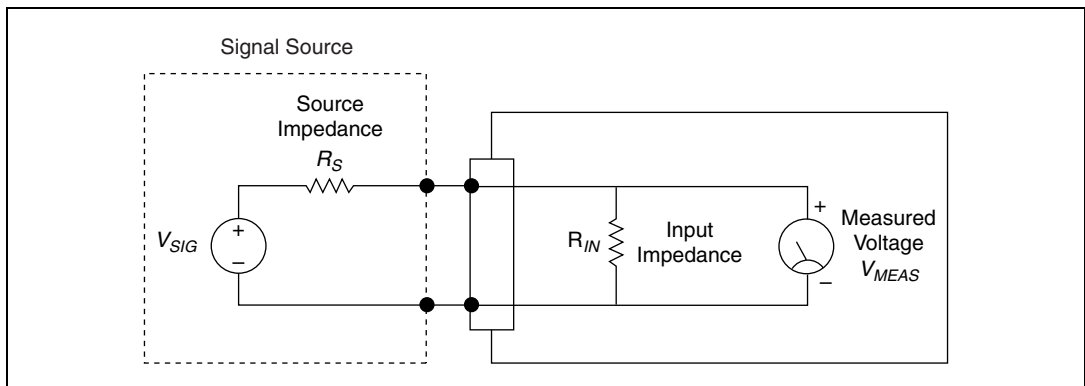 Signal Source
Source
Impedance
R_S
+
V_SIG
–
R_IN
Input
Impedance
+
Measured
Voltage
V_MEAS
–